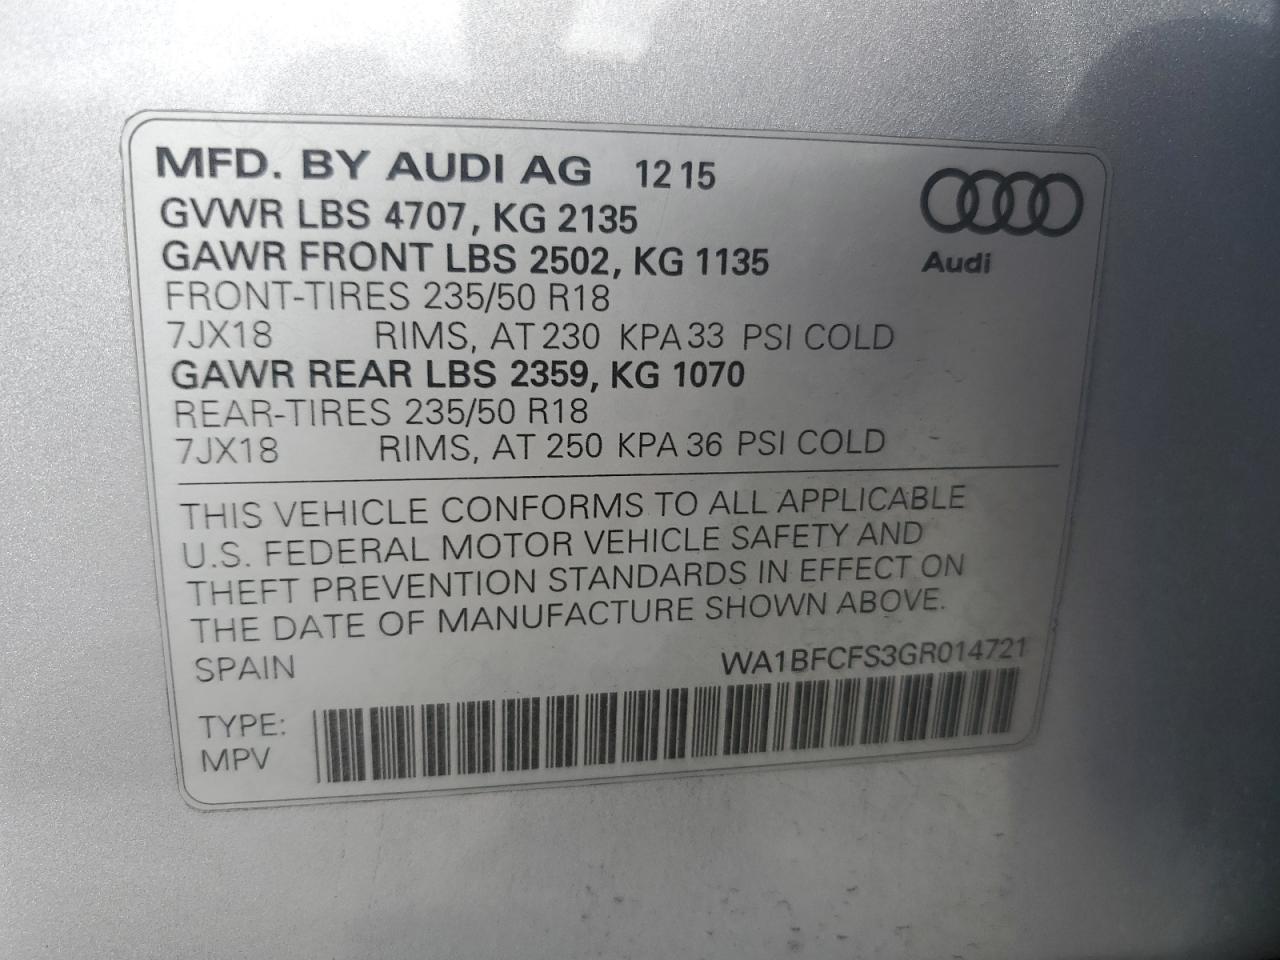 MFD. BY AUDI AG 12 15
GVWR LBS 4707, KG 2135
GAWR FRONT LBS 2502, KG 1135
Audi
FRONT-TIRES 235/50 R18
7JX18 RIMS, AT 230 KPA 33 PSI COLD
GAWR REAR LBS 2359, KG 1070
REAR-TIRES 235/50 R18
7JX18 RIMS, AT 250 KPA 36 PSI COLD
THIS VEHICLE CONFORMS TO ALL APPLICABLE
U.S. FEDERAL MOTOR VEHICLE SAFETY AND
THEFT PREVENTION STANDARDS IN EFFECT ON
THE DATE OF MANUFACTURE SHOWN ABOVE.
SPAIN WA1BFCFS3GR014721
TYPE:
MPV